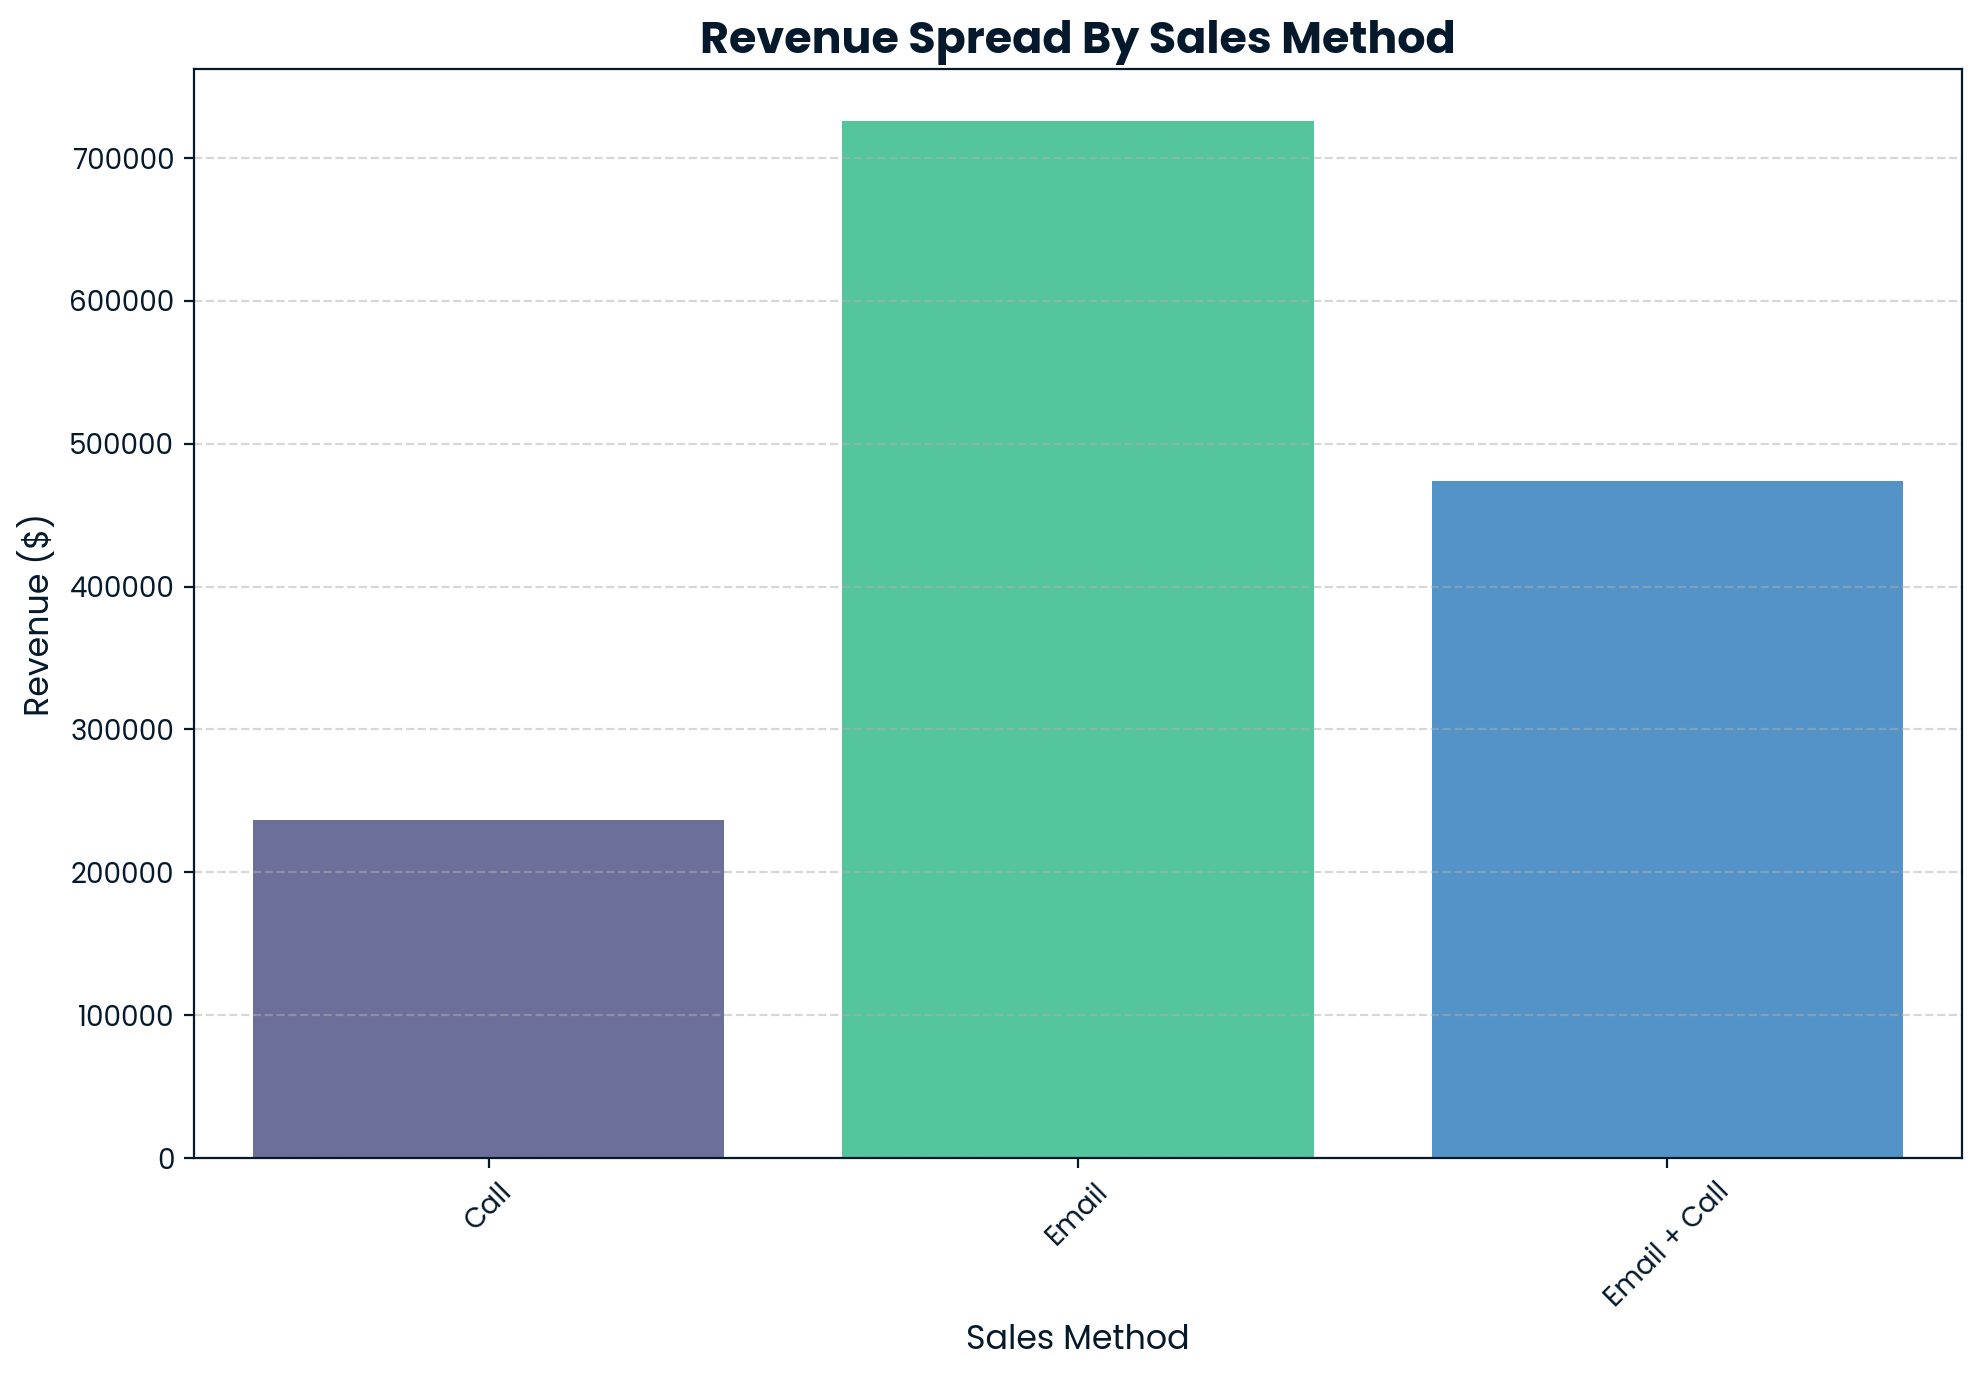 Revenue Spread By Sales Method
Revenue ($)
700000
600000
500000
400000
300000
200000
100000
0
Call
Email
Email + Call
Sales Method